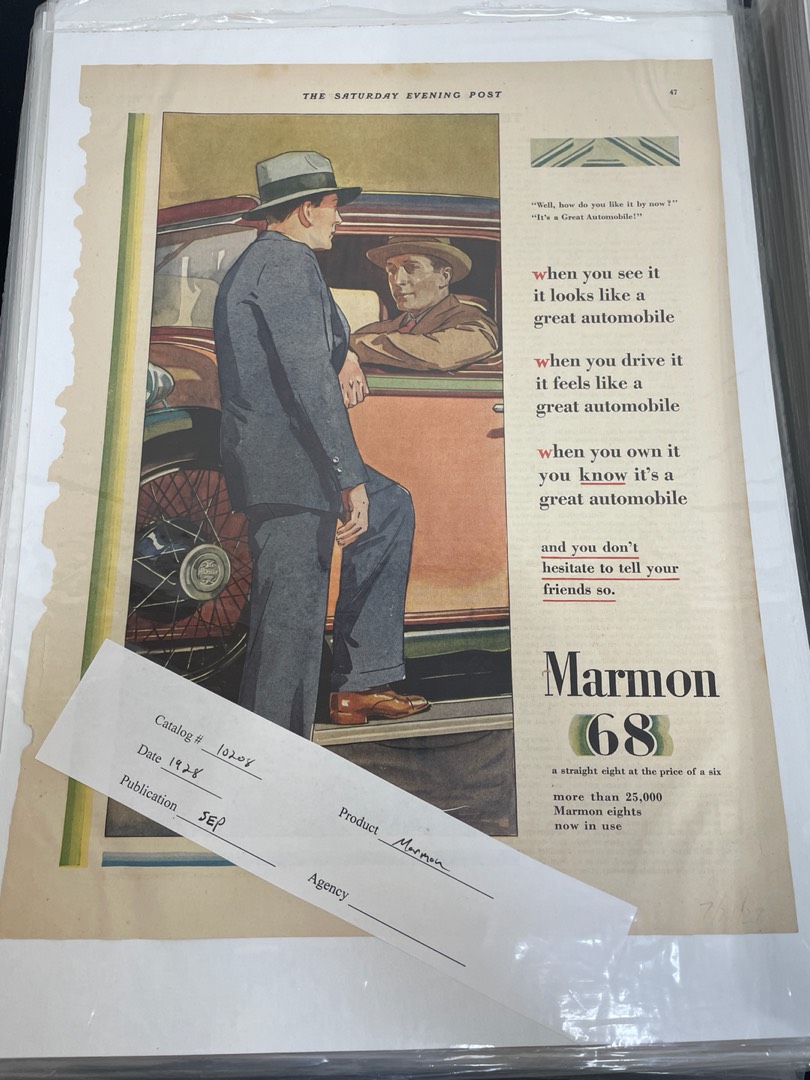 THE SATURDAY EVENING POST
47
"Well, how do you like it by now?"
"It's a Great Automobile!"
when you see it
it looks like a
great automobile
when you drive it
it feels like a
great automobile
when you own it
you know it's a
great automobile
and you don't
hesitate to tell your
friends so.
Marmon
68
a straight eight at the price of a six
more than 25,000
Marmon eights
now in use
Catalog # 10208
Date 1928
Publication SEP
Product Marmon
Agency